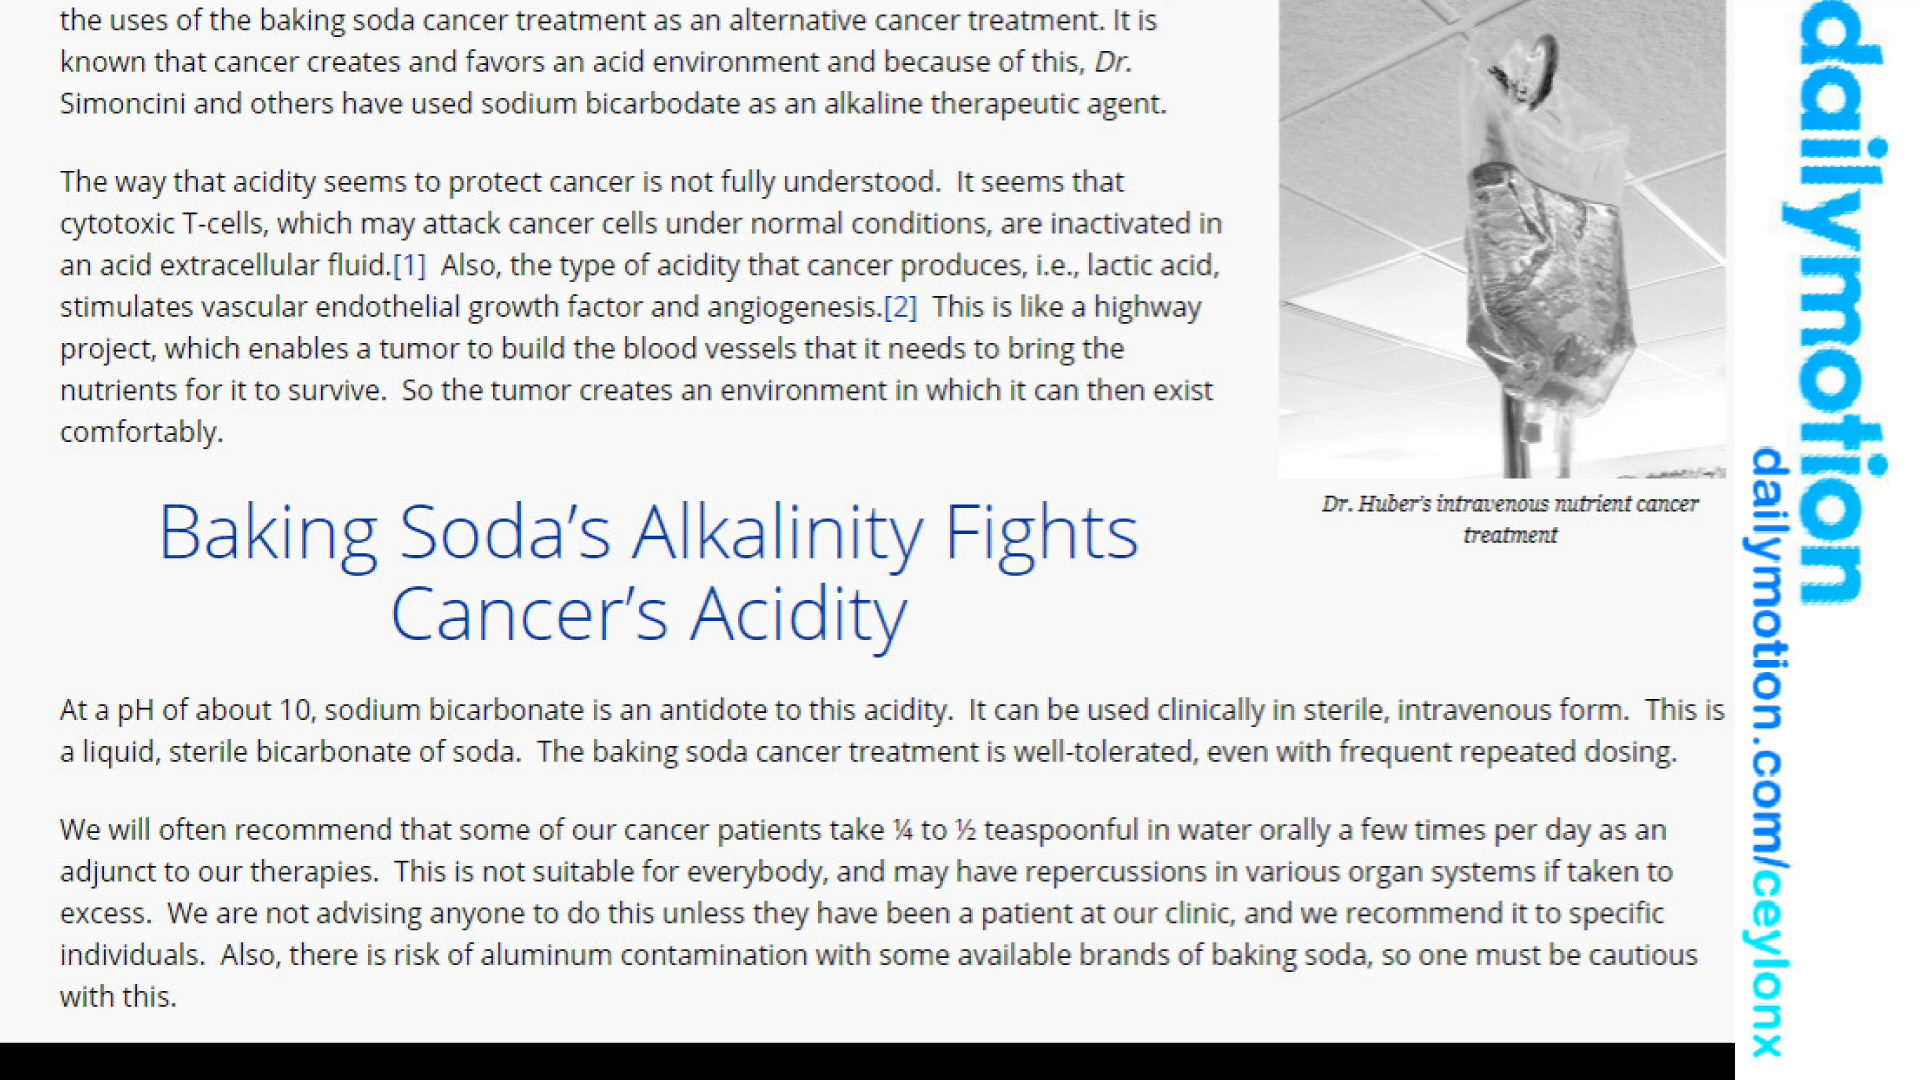 the uses of the baking soda cancer treatment as an alternative cancer treatment. It is
known that cancer creates and favors an acid environment and because of this, Dr.
Simoncini and others have used sodium bicarbodate as an alkaline therapeutic agent.
The way that acidity seems to protect cancer is not fully understood.  It seems that
cytotoxic T-cells, which may attack cancer cells under normal conditions, are inactivated in
an acid extracellular fluid.[1]  Also, the type of acidity that cancer produces, i.e., lactic acid,
stimulates vascular endothelial growth factor and angiogenesis.[2]  This is like a highway
project, which enables a tumor to build the blood vessels that it needs to bring the
nutrients for it to survive.  So the tumor creates an environment in which it can then exist
comfortably.
Dr. Huber's intravenous nutrient cancer
treatment
Baking Soda’s Alkalinity Fights
Cancer’s Acidity
At a pH of about 10, sodium bicarbonate is an antidote to this acidity.  It can be used clinically in sterile, intravenous form.  This is
a liquid, sterile bicarbonate of soda.  The baking soda cancer treatment is well-tolerated, even with frequent repeated dosing.
We will often recommend that some of our cancer patients take ¼ to ½ teaspoonful in water orally a few times per day as an
adjunct to our therapies.  This is not suitable for everybody, and may have repercussions in various organ systems if taken to
excess.  We are not advising anyone to do this unless they have been a patient at our clinic, and we recommend it to specific
individuals.  Also, there is risk of aluminum contamination with some available brands of baking soda, so one must be cautious
with this.
dailymotion
dailymotion.com/ceylonx